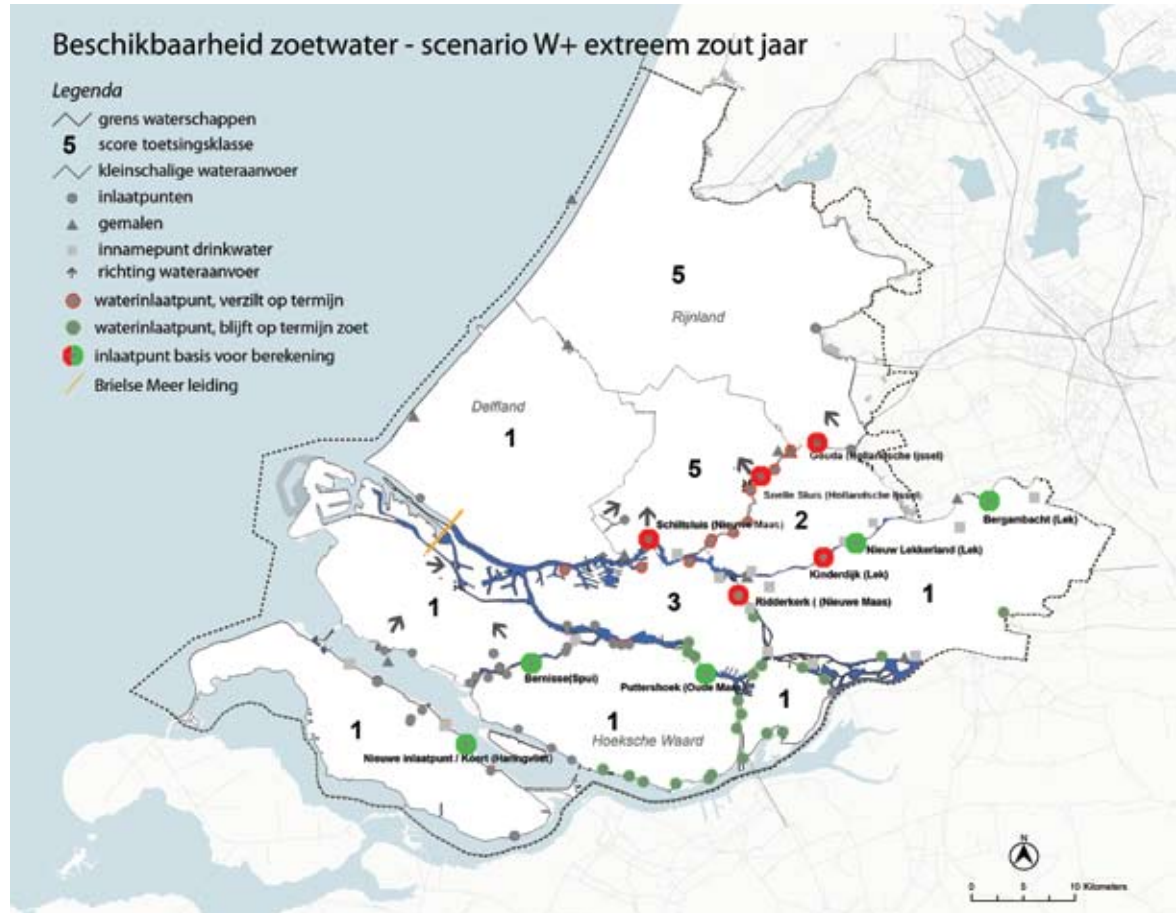 Beschikbaarheid zoetwater - scenario W+ extreem zout jaar
Legenda
grens waterschappen
5 score toetsingsklasse
kleinschalige wateraanvoer
inlaatpunten
gemalen
innamepunt drinkwater
richting wateraanvoer
waterinlaatpunt, verzilt op termijn
waterinlaatpunt, blijft op termijn zoet
inlaatpunt basis voor berekening
Brielse Meer leiding
5
Rijnland
Delfland
1
5
Gouda (Hollandsche Ijssel)
Snelle Sluis (Hollandsche Ijssel)
2
Bergambacht (Lek)
Schiltsluis (Nieuwe Maas)
Nieuw Lekkerland (Lek)
Kinderdijk (Lek)
1
3
Ridderkerk ( (Nieuwe Maas)
1
Bernisse(Spui)
Puttershoek (Oude Maas)
1
1
1
Hoeksche Waard
Nieuwe inlaatpunt / Koert (Haringvliet)
N
0 5 10 Kilometers